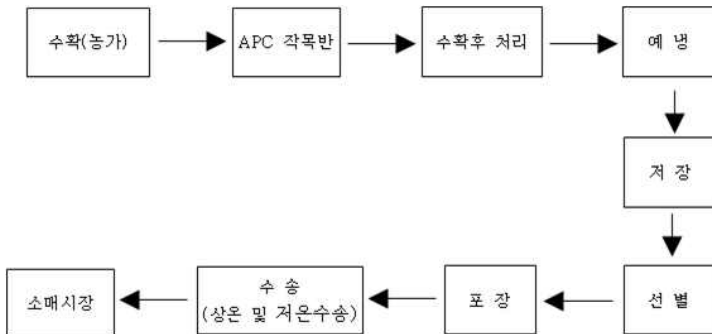 수확(농가)
APC 작목반
수확후 처리
예 냉
저 장
선 별
포 장
수 송
(상온 및 저온수송)
소매시장